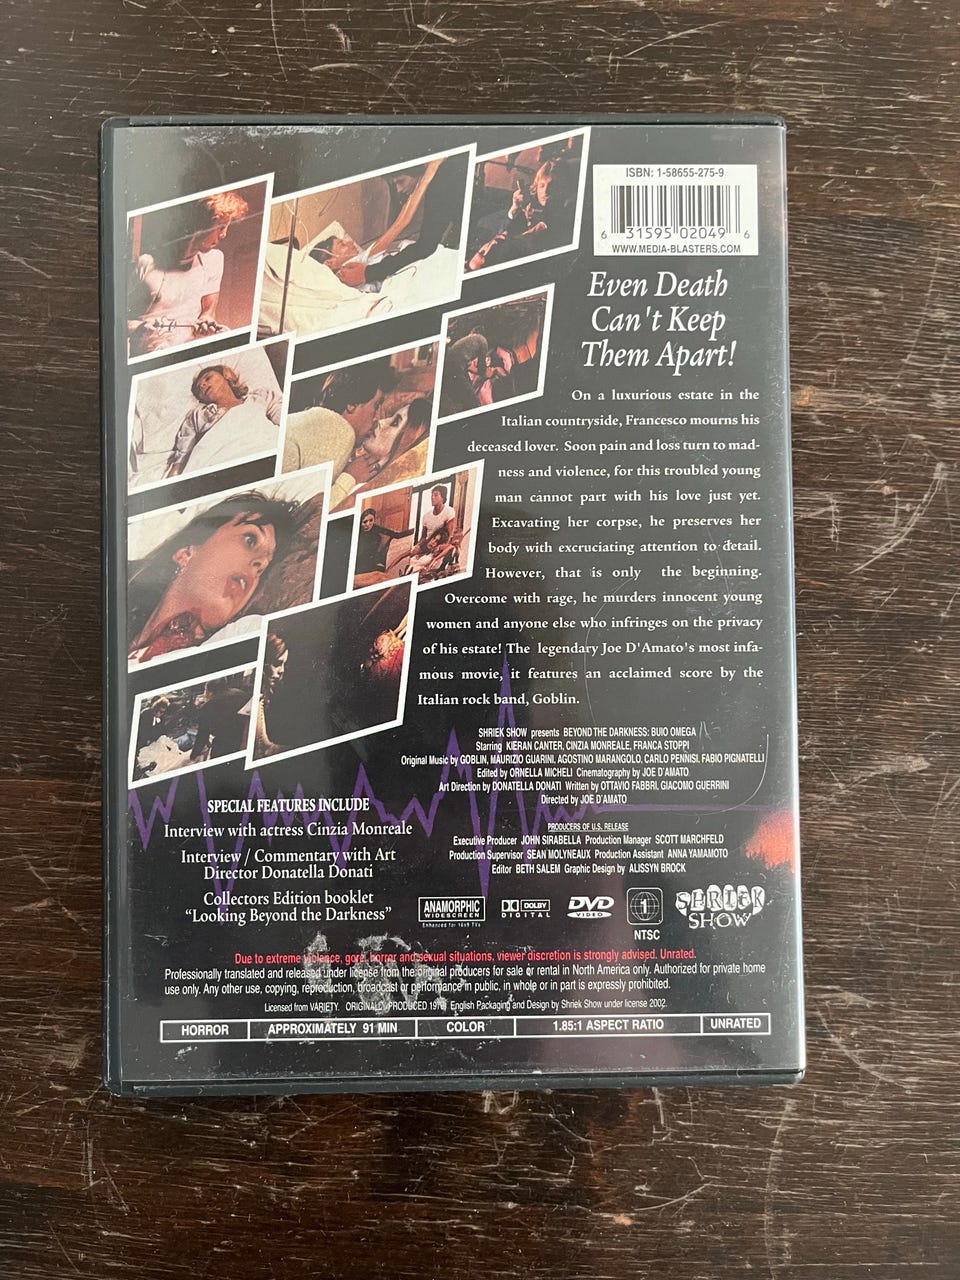 ISBN: 1-58655-275-9
6 31595 02049 6
WWW.MEDIA-BLASTERS.COM
Even Death
Can't Keep
Them Apart!
On a luxurious estate in the
Italian countryside, Francesco mourns his
deceased lover. Soon pain and loss turn to mad-
ness and violence, for this troubled young
man cannot part with his love just yet.
Excavating her corpse, he preserves her
body with excruciating attention to detail.
However, that is only the beginning.
Overcome with rage, he murders innocent young
women and anyone else who infringes on the privacy
of his estate! The legendary Joe D'Amato's most infa-
mous movie, it features an acclaimed score by the
Italian rock band, Goblin.
SHRIEK SHOW presents BEYOND THE DARKNESS: BUIO OMEGA
Starring KIERAN CANTER, CINZIA MONREALE, FRANCA STOPPI
Original Music by GOBLIN, MAURIZIO GUARINI, AGOSTINO MARANGOLO, CARLO PENNISI, FABIO PIGNATELLI
Edited by ORNELLA MICHELI Cinematography by JOE D'AMATO
Art Direction by DONATELLA DONATI Written by OTTAVIO FABBRI, GIACOMO GUERRINI
Directed by JOE D'AMATO
PRODUCERS OF U.S. RELEASE
Executive Producer JOHN SIRABELLA Production Manager SCOTT MARCHFELD
Production Supervisor SEAN MOLYNEAUX Production Assistant ANNA YAMAMOTO
Editor BETH SALEM Graphic Design by ALISSYN BROCK
SPECIAL FEATURES INCLUDE
Interview with actress Cinzia Monreale
Interview / Commentary with Art
Director Donatella Donati
Collectors Edition booklet
"Looking Beyond the Darkness"
ANAMORPHIC
WIDESCREEN
Enhanced for 16x9 TVs
DOLBY
DIGITAL
DVD
VIDEO
1
NTSC
SHRIEK
SHOW
Due to extreme violence, gore, horror and sexual situations, viewer discretion is strongly advised. Unrated.
Professionally translated and released under license from the original producers for sale or rental in North America only. Authorized for private home
use only. Any other use, copying, reproduction, broadcast or performance in public, in whole or in part is expressly prohibited.
Licensed from VARIETY. ORIGINALLY PRODUCED 1979. English Packaging and Design by Shriek Show under license 2002.
HORROR APPROXIMATELY 91 MIN COLOR 1.85:1 ASPECT RATIO UNRATED